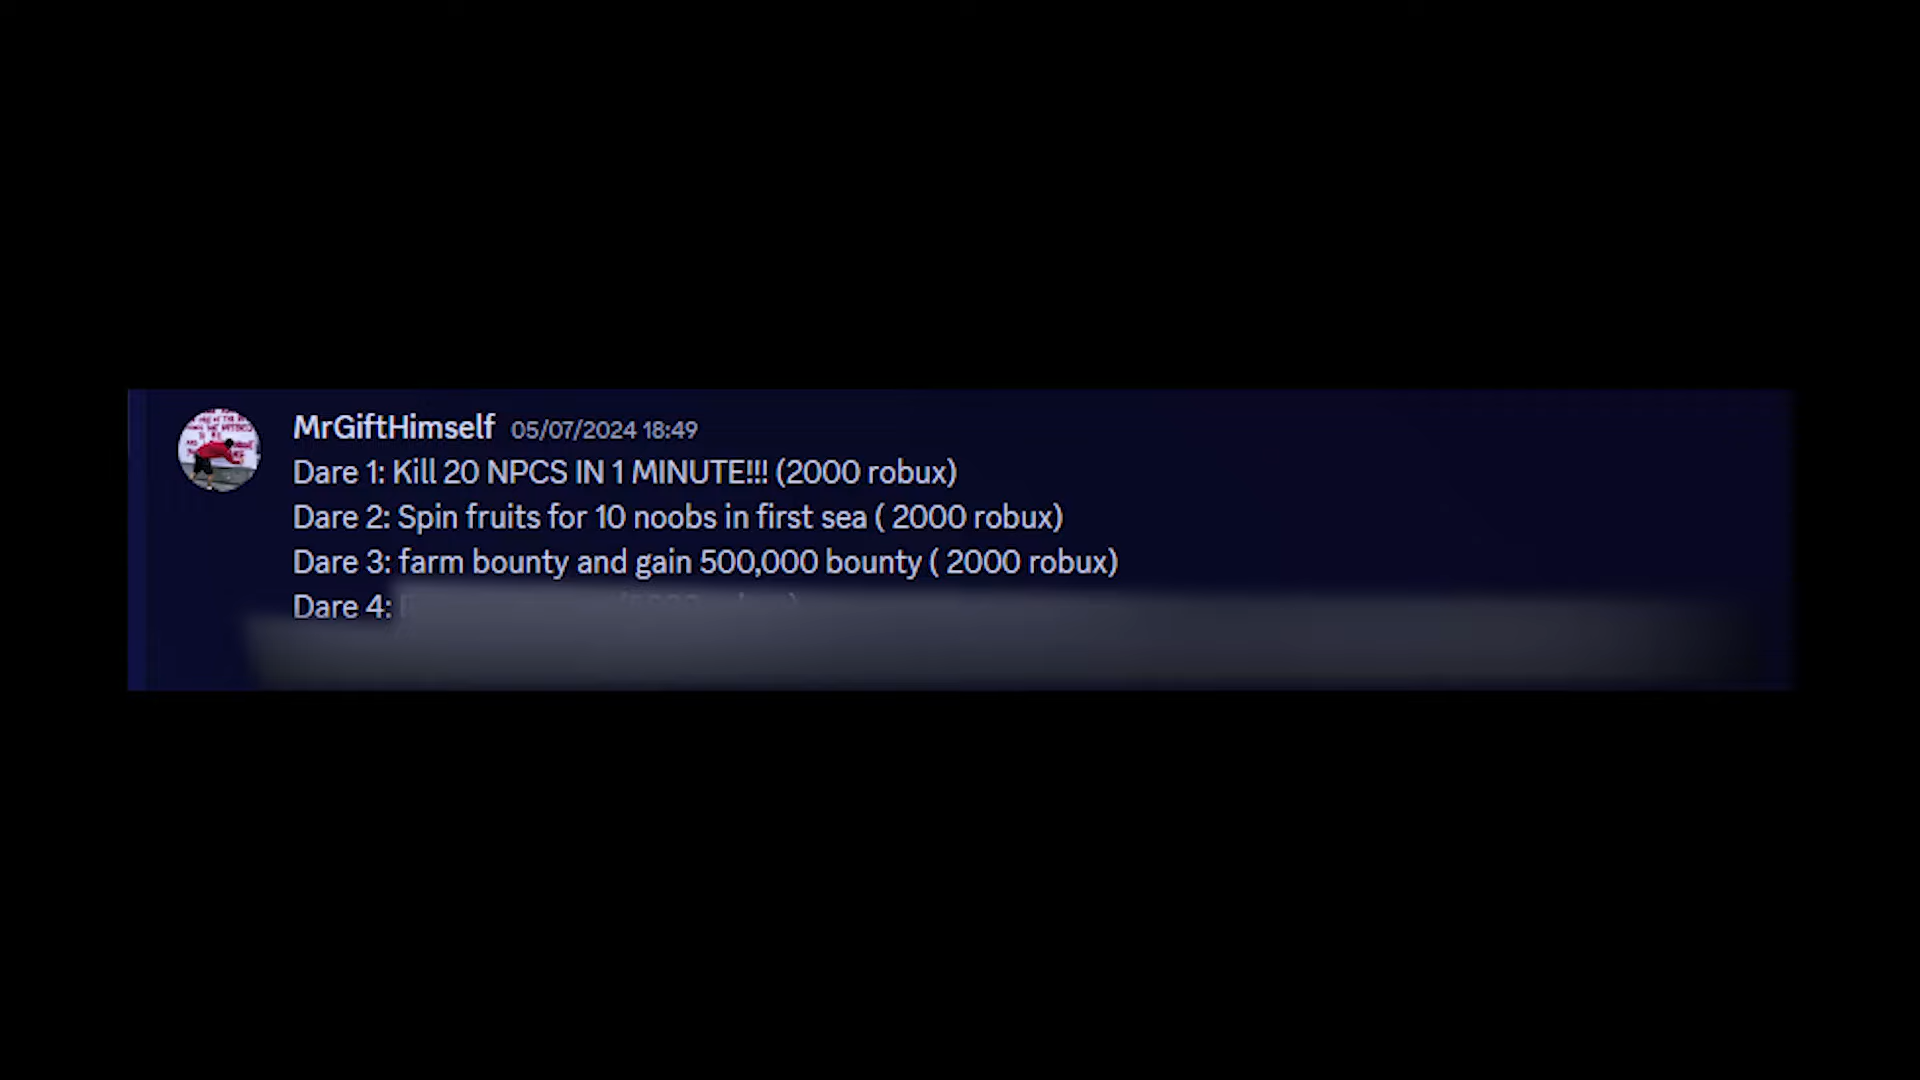 MrGiftHimself 05/07/2024 18:49
Dare 1: Kill 20 NPCS IN 1 MINUTE!!! (2000 robux)
Dare 2: Spin fruits for 10 noobs in first sea ( 2000 robux)
Dare 3: farm bounty and gain 500,000 bounty ( 2000 robux)
Dare 4: